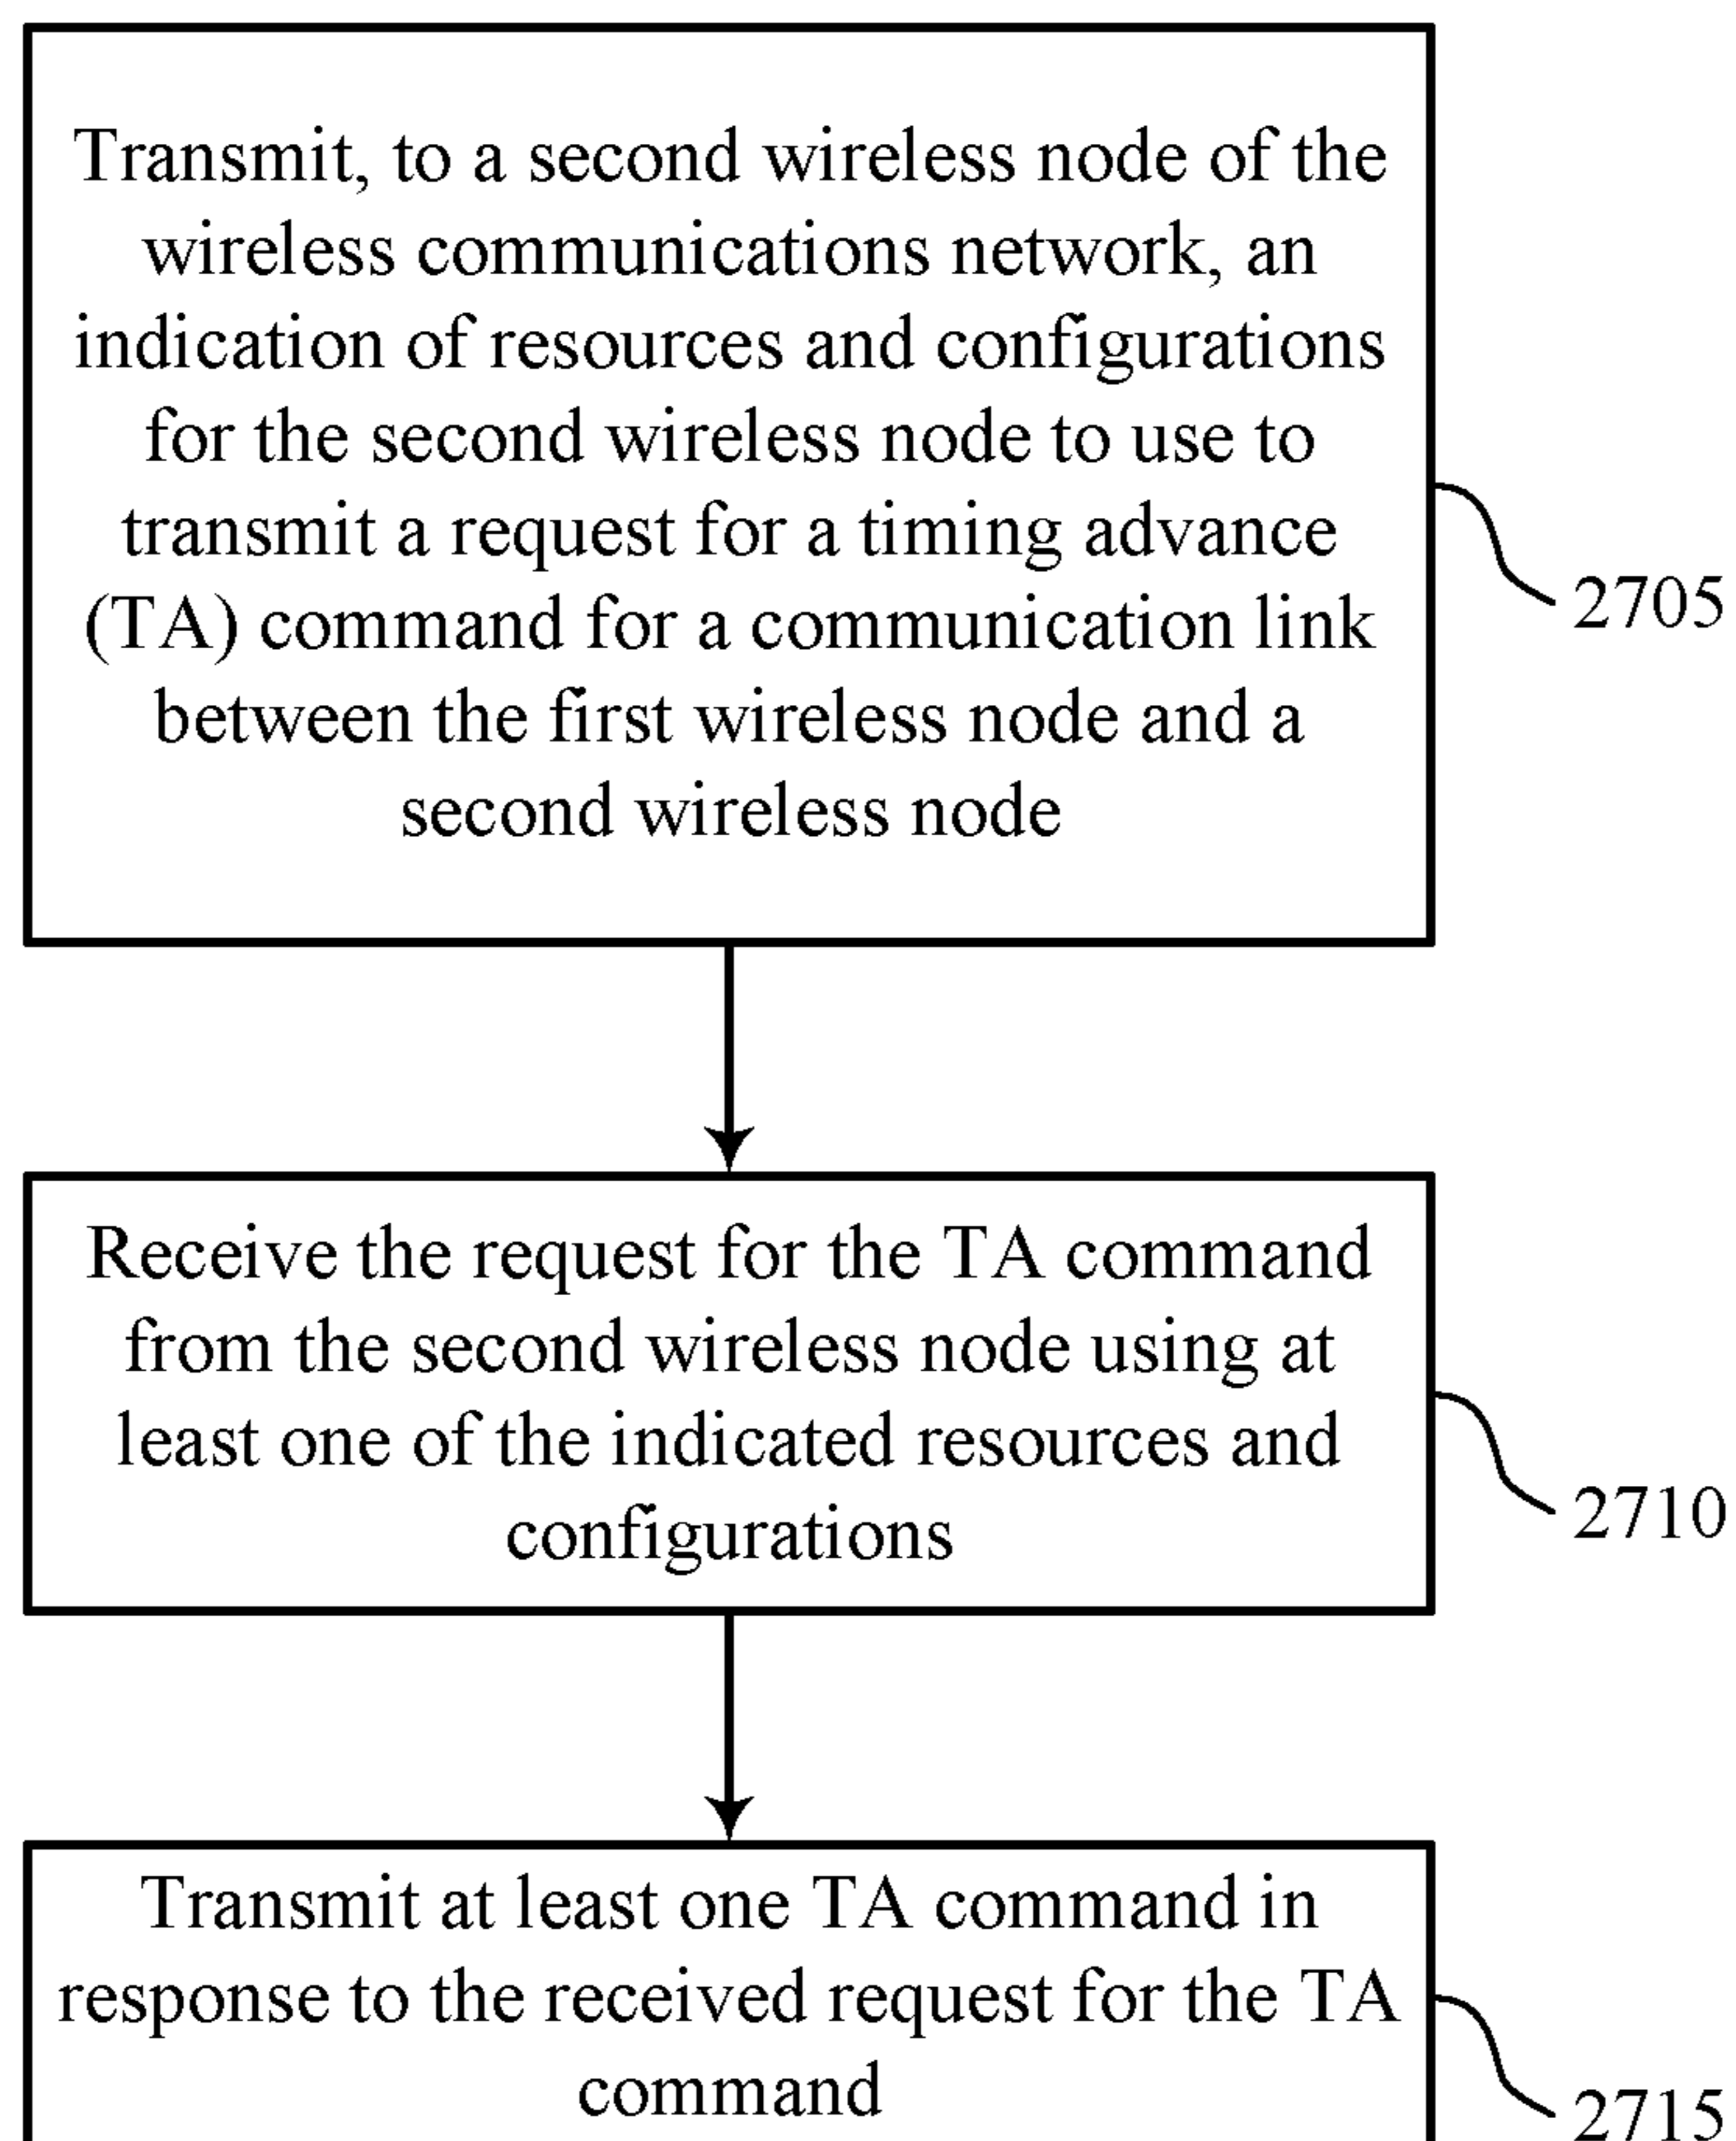 Transmit, to a second wireless node of the
wireless communications network, an
indication of resources and configurations
for the second wireless node to use to
transmit a request for a timing advance
(TA) command for a communication link
between the first wireless node and a
second wireless node
2705
Receive the request for the TA command
from the second wireless node using at
least one of the indicated resources and
configurations
2710
Transmit at least one TA command in
response to the received request for the TA
command
2715